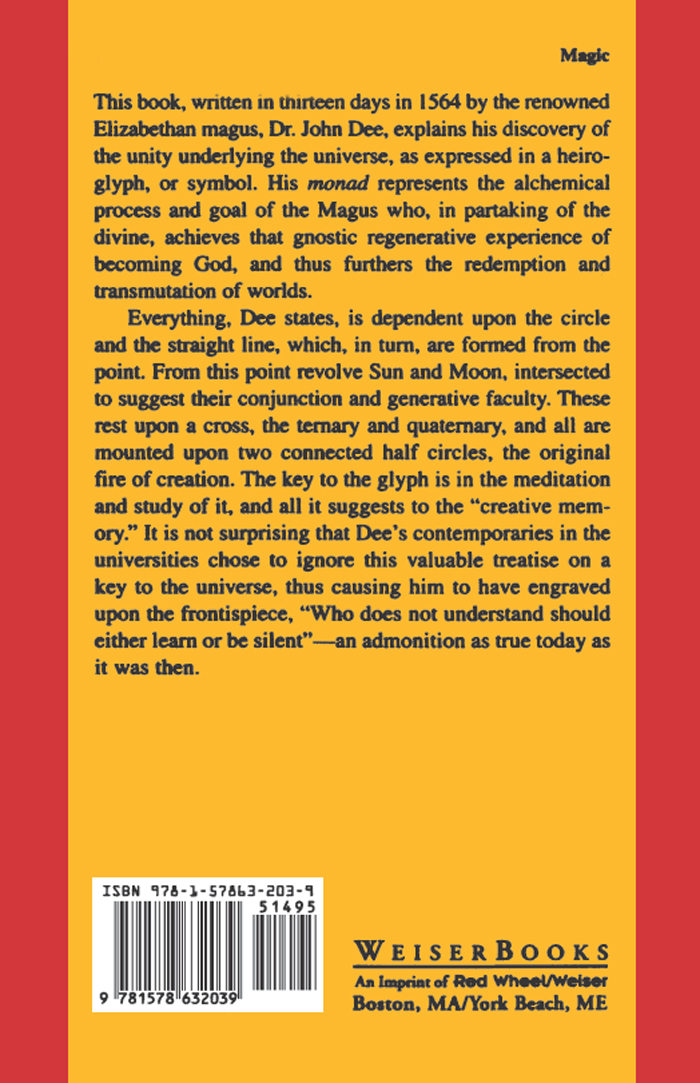 Magic
This book, written in thirteen days in 1564 by the renowned
Elizabethan magus, Dr. John Dee, explains his discovery of
the unity underlying the universe, as expressed in a heiro-
glyph, or symbol. His monad represents the alchemical
process and goal of the Magus who, in partaking of the
divine, achieves that gnostic regenerative experience of
becoming God, and thus furthers the redemption and
transmutation of worlds.
Everything, Dee states, is dependent upon the circle
and the straight line, which, in turn, are formed from the
point. From this point revolve Sun and Moon, intersected
to suggest their conjunction and generative faculty. These
rest upon a cross, the ternary and quaternary, and all are
mounted upon two connected half circles, the original
fire of creation. The key to the glyph is in the meditation
and study of it, and all it suggests to the “creative mem-
ory.” It is not surprising that Dee’s contemporaries in the
universities chose to ignore this valuable treatise on a
key to the universe, thus causing him to have engraved
upon the frontispiece, “Who does not understand should
either learn or be silent”—an admonition as true today as
it was then.
ISBN 978-1-57863-203-9
51495
9 781578 632039
WEISERBOOKS
An Imprint of Red Wheel/Weiser
Boston, MA/York Beach, ME